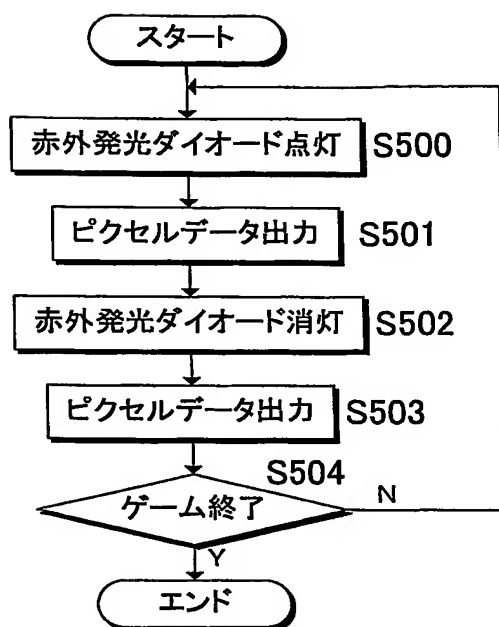 スタート
赤外発光ダイオード点灯 S500
ピクセルデータ出力 S501
赤外発光ダイオード消灯 S502
ピクセルデータ出力 S503
S504
ゲーム終了 N
Y
エンド